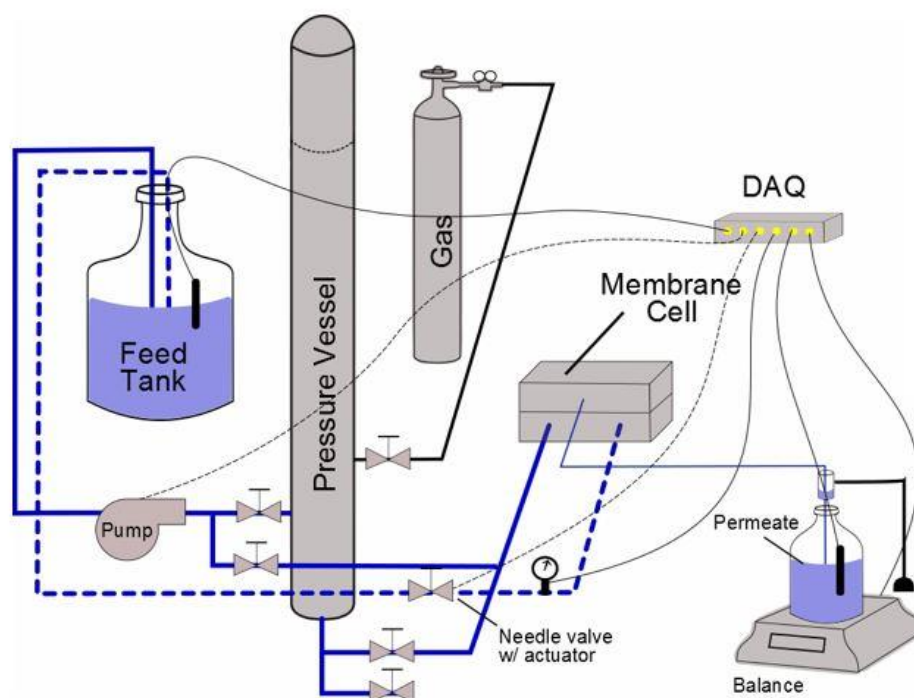 DAQ
Gas
Membrane
Cell
Feed
Tank
Pressure Vessel
Pump
Permeate
Needle valve
w/ actuator
Balance